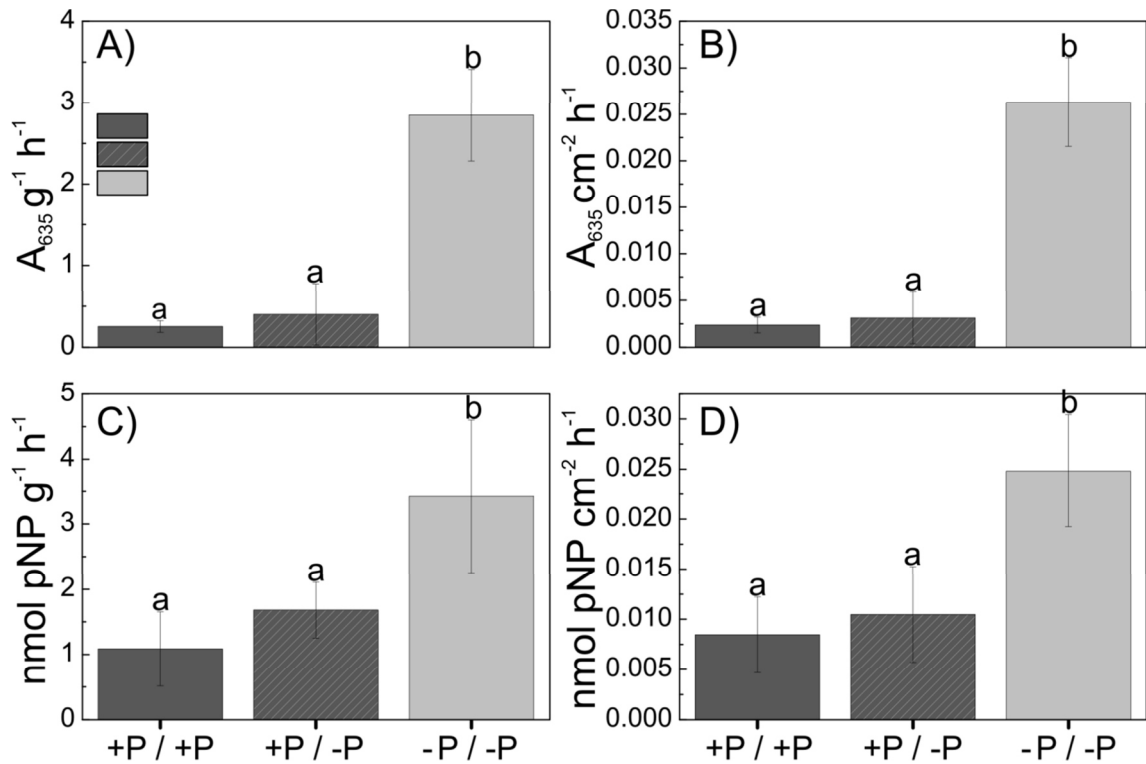 A)
A₆₃₅ g⁻¹ h⁻¹
4
3
2
1
0
a
a
b
B)
A₆₃₅ cm⁻² h⁻¹
0.035
0.030
0.025
0.020
0.015
0.010
0.005
0.000
a
a
b
C)
nmol pNP g⁻¹ h⁻¹
5
4
3
2
1
0
a
a
b
+P / +P
+P / -P
-P / -P
D)
nmol pNP cm⁻² h⁻¹
0.030
0.025
0.020
0.015
0.010
0.005
0.000
a
a
b
+P / +P
+P / -P
-P / -P